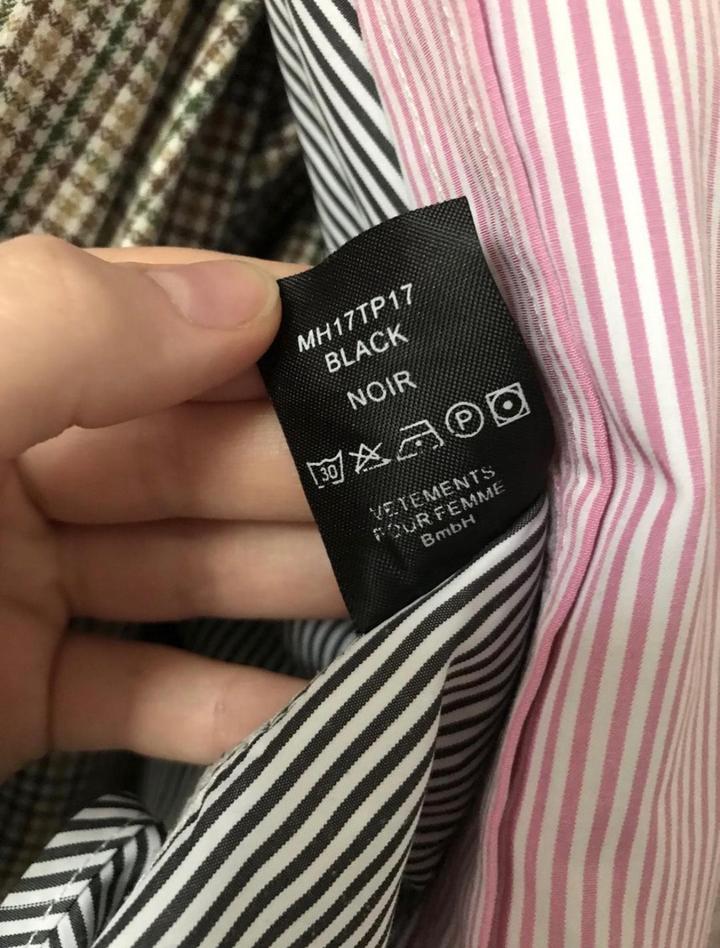 MH17TP17
BLACK
NOIR
30 P
VETEMENTS
POUR FEMME
BmbH